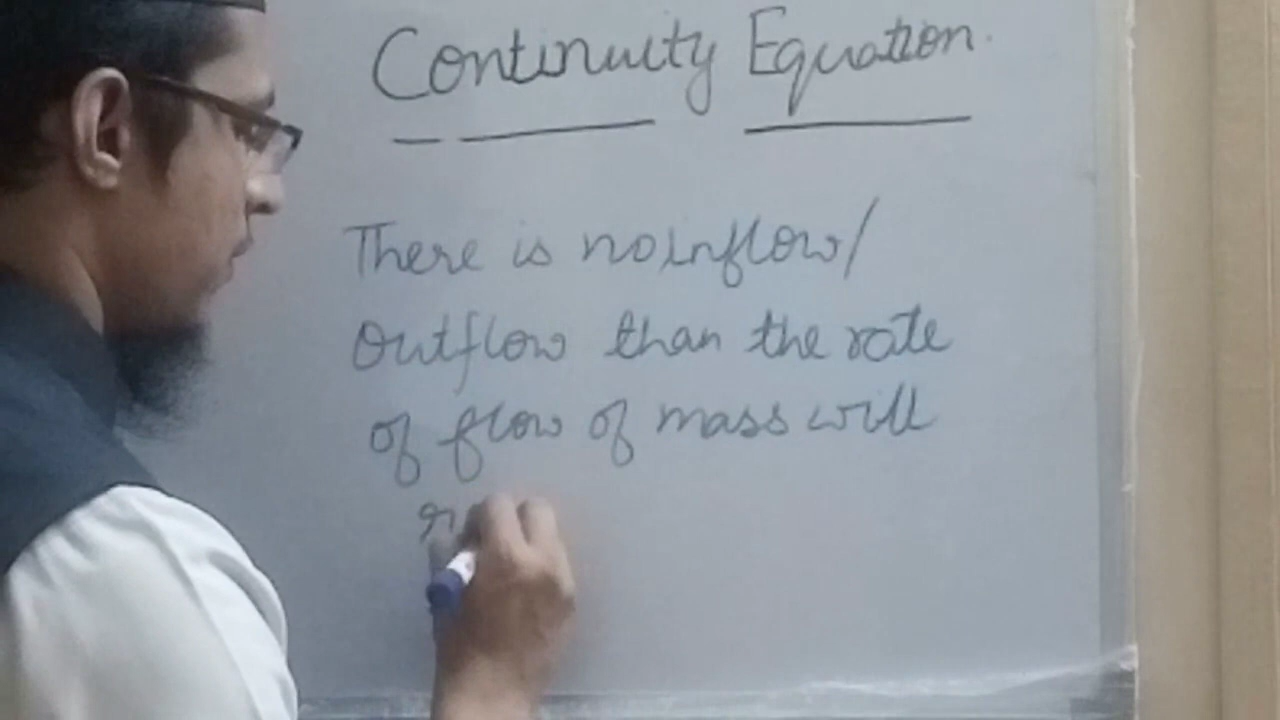 Continuity Equation.
There is no inflow/
Outflow than the rate
of flow of mass will